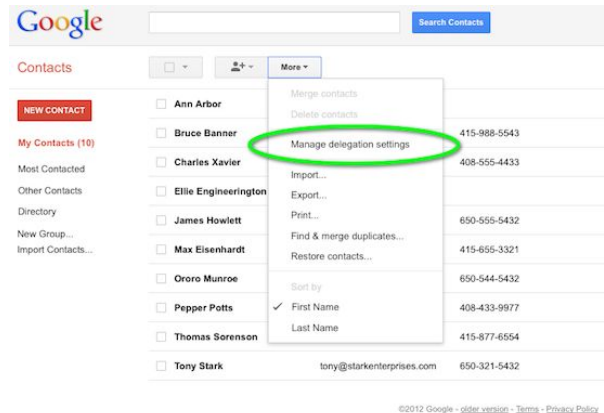 Google
Search Contacts
Contacts
More
NEW CONTACT
My Contacts (10)
Most Contacted
Other Contacts
Directory
New Group...
Import Contacts...
Merge contacts
Delete contacts
Manage delegation settings
Import...
Export...
Print...
Find & merge duplicates...
Restore contacts...
Sort by
✓ First Name
Last Name
Ann Arbor
Bruce Banner 415-988-5543
Charles Xavier 408-555-4433
Ellie Engineerington
James Howlett 650-555-5432
Max Eisenhardt 415-655-3321
Ororo Munroe 650-544-5432
Pepper Potts 408-433-9977
Thomas Sorenson 415-877-6554
Tony Stark tony@starkenterprises.com 650-321-5432
©2012 Google - older version - Terms - Privacy Policy